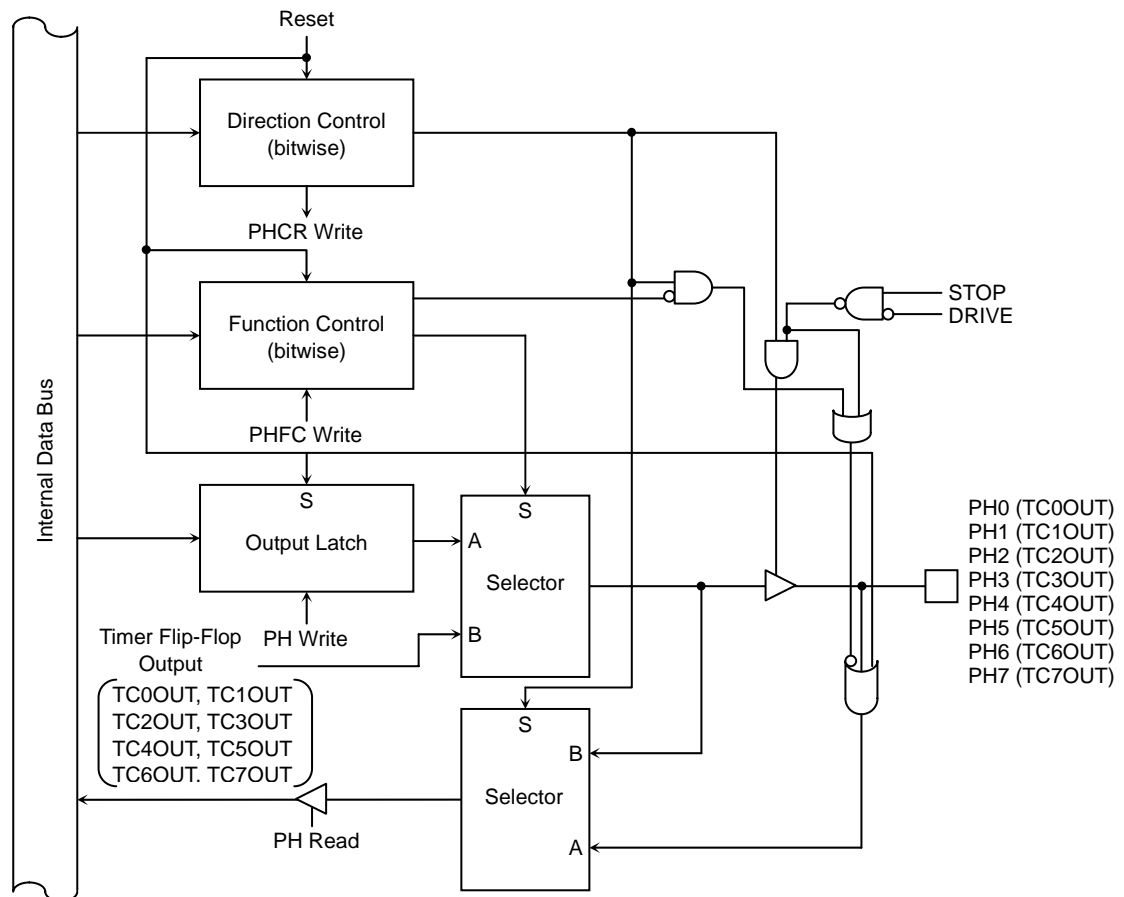 Reset
Direction Control
(bitwise)
PHCR Write
Function Control
(bitwise)
STOP
DRIVE
PHFC Write
Internal Data Bus
S
Output Latch
PH Write
S
A
Selector
B
PH0 (TC0OUT)
PH1 (TC1OUT)
PH2 (TC2OUT)
PH3 (TC3OUT)
PH4 (TC4OUT)
PH5 (TC5OUT)
PH6 (TC6OUT)
PH7 (TC7OUT)
Timer Flip-Flop
Output
TC0OUT, TC1OUT
TC2OUT, TC3OUT
TC4OUT, TC5OUT
TC6OUT, TC7OUT
S
B
Selector
A
PH Read